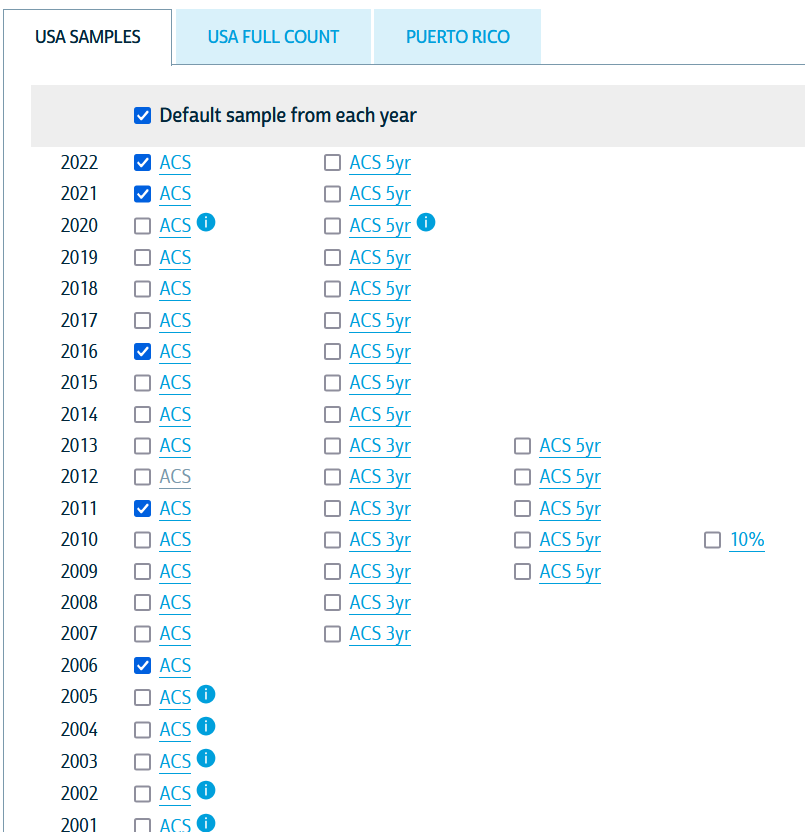 USA SAMPLES USA FULL COUNT PUERTO RICO
Default sample from each year
2022 ACS ACS 5yr
2021 ACS ACS 5yr
2020 ACS i ACS 5yr i
2019 ACS ACS 5yr
2018 ACS ACS 5yr
2017 ACS ACS 5yr
2016 ACS ACS 5yr
2015 ACS ACS 5yr
2014 ACS ACS 5yr
2013 ACS ACS 3yr ACS 5yr
2012 ACS ACS 3yr ACS 5yr
2011 ACS ACS 3yr ACS 5yr
2010 ACS ACS 3yr ACS 5yr 10%
2009 ACS ACS 3yr ACS 5yr
2008 ACS ACS 3yr
2007 ACS ACS 3yr
2006 ACS
2005 ACS i
2004 ACS i
2003 ACS i
2002 ACS i
2001 ACS i